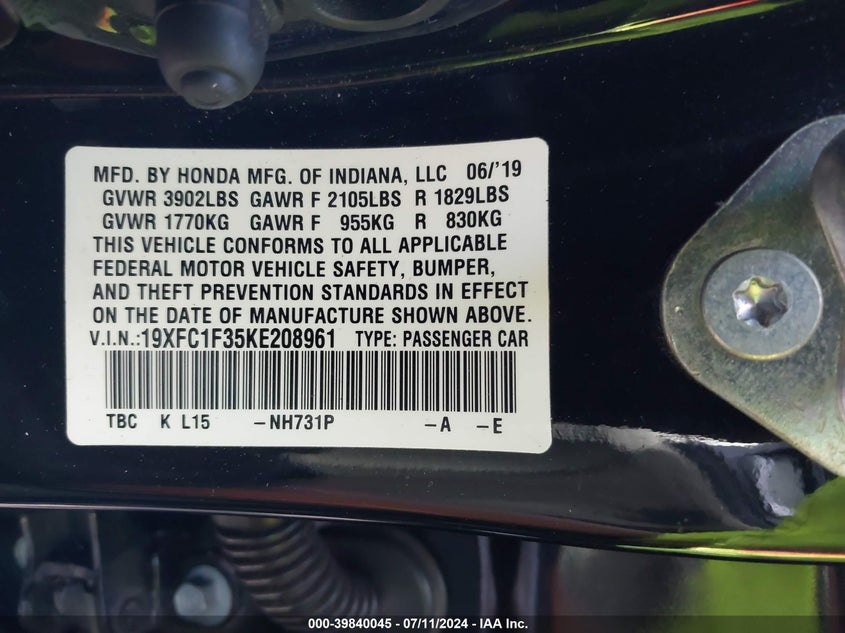 MFD. BY HONDA MFG. OF INDIANA, LLC 06/'19
GVWR 3902LBS GAWR F 2105LBS R 1829LBS
GVWR 1770KG GAWR F 955KG R 830KG
THIS VEHICLE CONFORMS TO ALL APPLICABLE
FEDERAL MOTOR VEHICLE SAFETY, BUMPER,
AND THEFT PREVENTION STANDARDS IN EFFECT
ON THE DATE OF MANUFACTURE SHOWN ABOVE.
V.I.N.:19XFC1F35KE208961 TYPE: PASSENGER CAR
TBC K L15 -NH731P -A -E
000-39840045 - 07/11/2024 - IAA Inc.